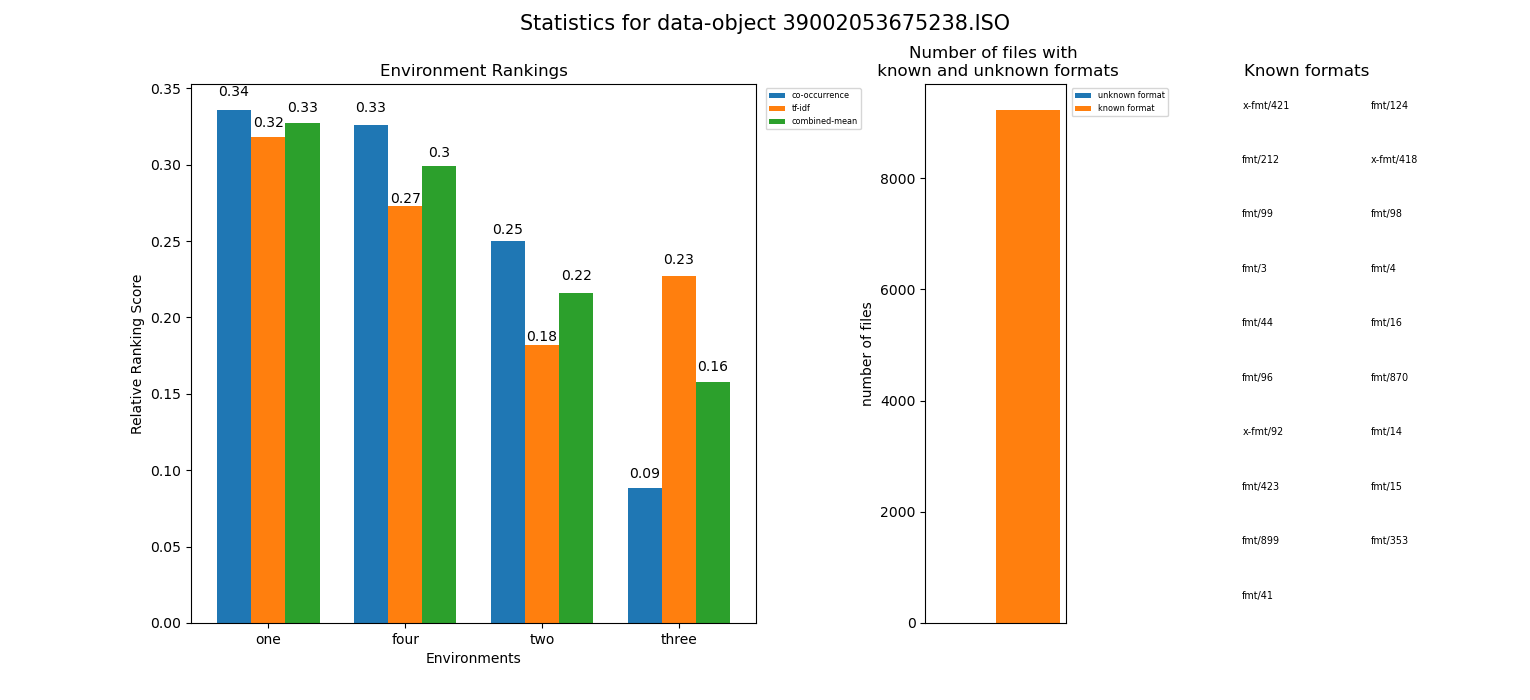 Statistics for data-object 39002053675238.ISO
Environment Rankings
0.35
0.30
0.25
0.20
0.15
0.10
0.05
0.00
Relative Ranking Score
0.34
0.32
0.33
0.33
0.27
0.3
0.25
0.18
0.22
0.09
0.23
0.16
one
four
two
three
Environments
co-occurrence
tf-idf
combined-mean
Number of files with
known and unknown formats
8000
6000
4000
2000
0
number of files
unknown format
known format
Known formats
x-fmt/421 fmt/124
fmt/212 x-fmt/418
fmt/99 fmt/98
fmt/3 fmt/4
fmt/44 fmt/16
fmt/96 fmt/870
x-fmt/92 fmt/14
fmt/423 fmt/15
fmt/899 fmt/353
fmt/41